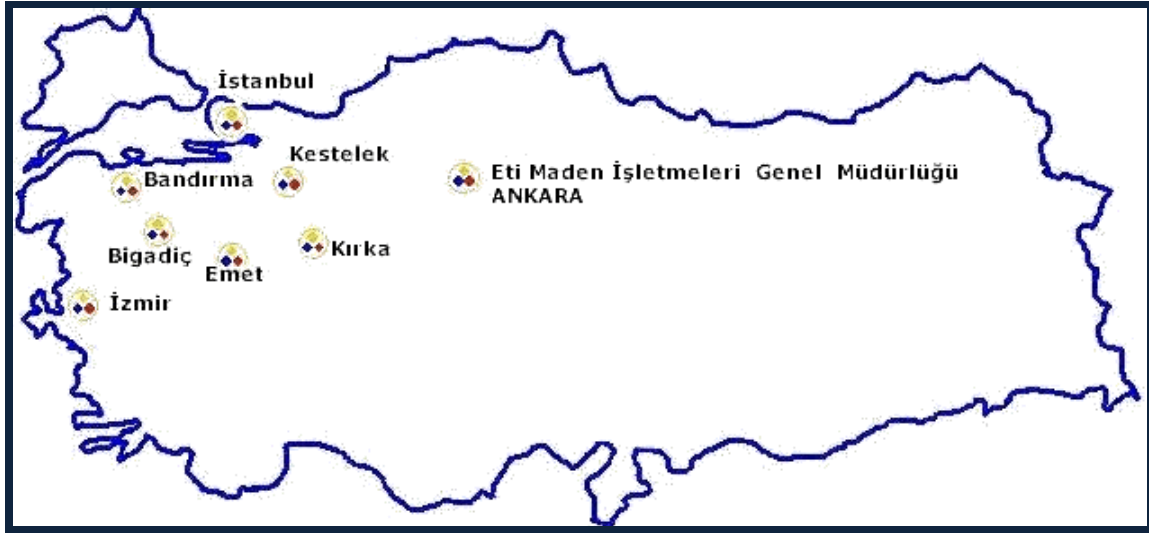 İstanbul
Kestelek
Bandırma
Eti Maden İşletmeleri Genel Müdürlüğü
ANKARA
Bigadiç
Emet
Kırka
İzmir